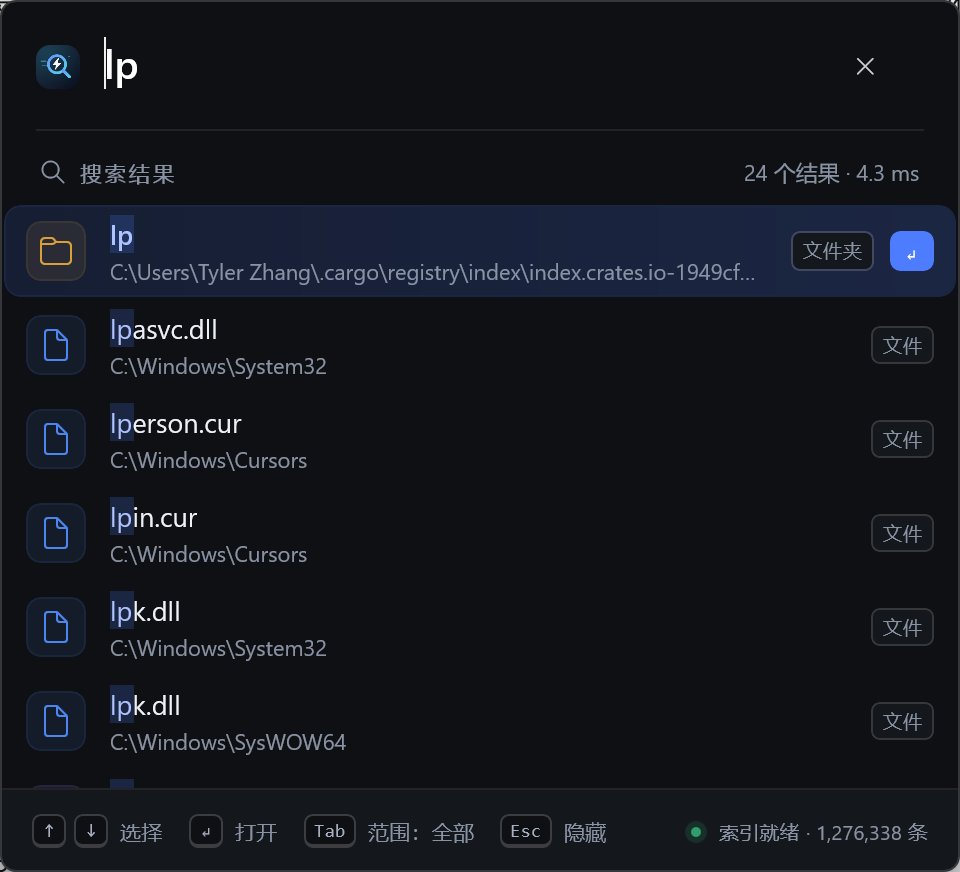 lp
搜索结果 24 个结果 · 4.3 ms
lp
C:\Users\Tyler Zhang\.cargo\registry\index\index.crates.io-1949cf...
文件夹
lpasvc.dll
C:\Windows\System32
文件
lperson.cur
C:\Windows\Cursors
文件
lpin.cur
C:\Windows\Cursors
文件
lpk.dll
C:\Windows\System32
文件
lpk.dll
C:\Windows\SysWOW64
文件
↑ ↓ 选择 ↵ 打开 Tab 范围：全部 Esc 隐藏 索引就绪 · 1,276,338 条